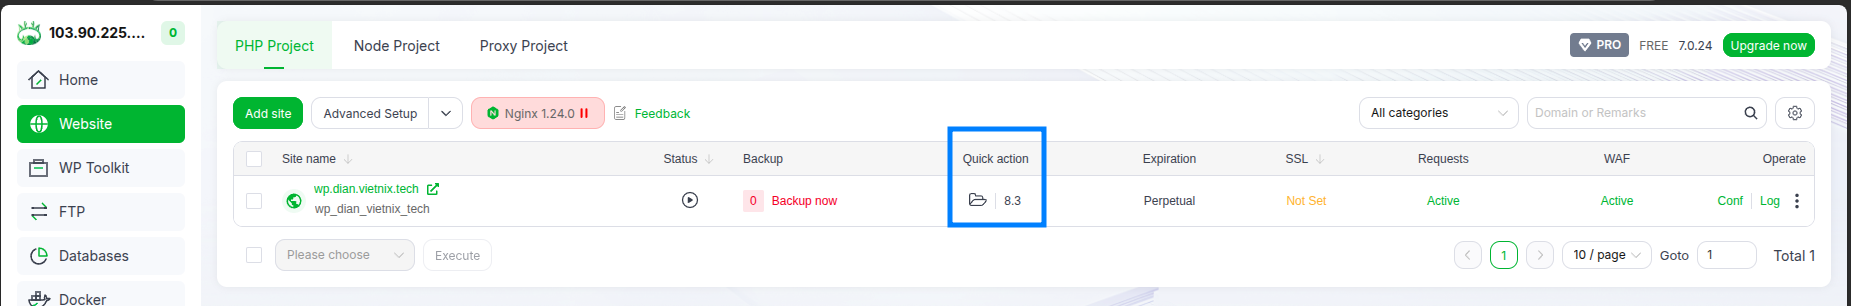 103.90.225.... 0
Home
Website
WP Toolkit
FTP
Databases
Docker
PHP Project Node Project Proxy Project
PRO FREE 7.0.24 Upgrade now
Add site Advanced Setup Nginx 1.24.0 Feedback
All categories Domain or Remarks
Site name Status Backup Quick action Expiration SSL Requests WAF Operate
wp.dian.vietnix.tech
wp_dian_vietnix_tech
0 Backup now 8.3 Perpetual Not Set Active Active Conf Log
Please choose Execute
1 10 / page Goto 1 Total 1